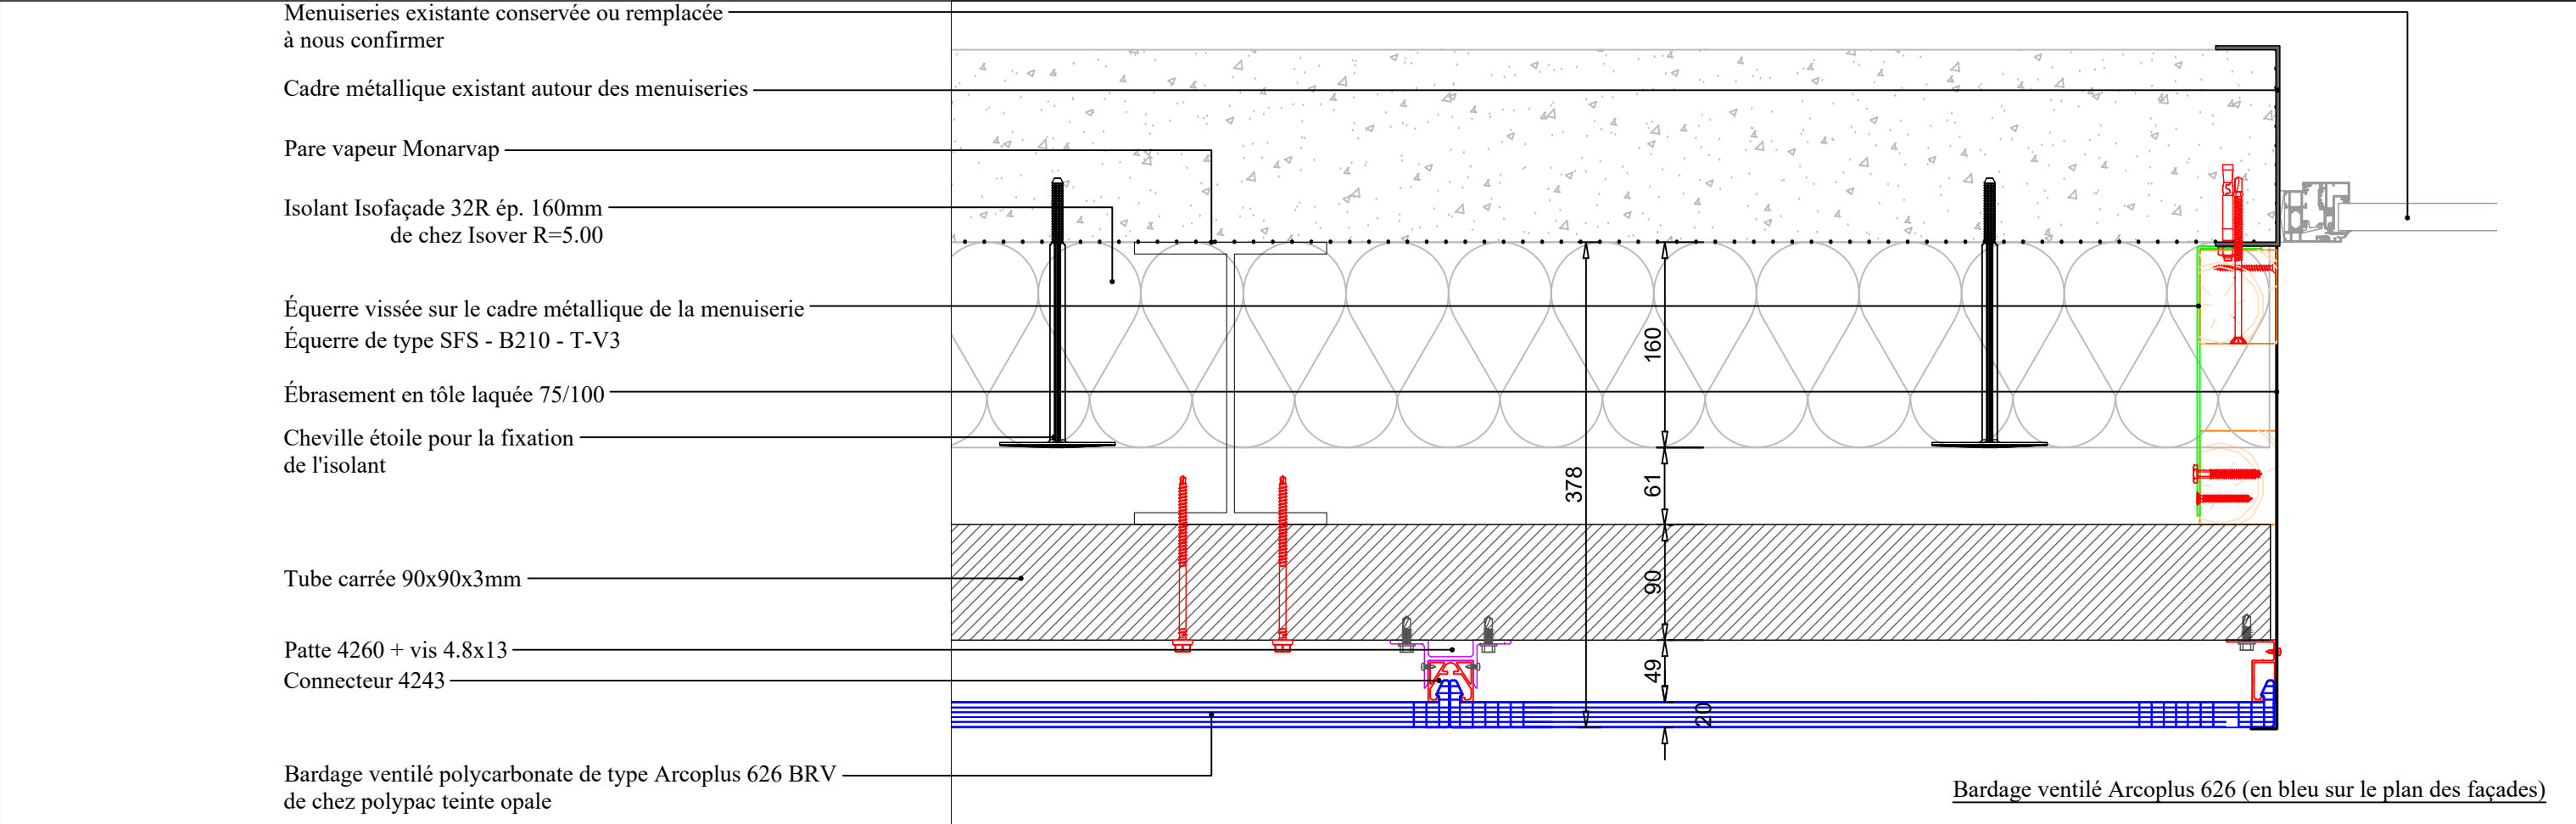 Menuiseries existante conservée ou remplacée
à nous confirmer
Cadre métallique existant autour des menuiseries
Pare vapeur Monarvap
Isolant Isofaçade 32R ép. 160mm
de chez Isover R=5.00
Équerre vissée sur le cadre métallique de la menuiserie
Équerre de type SFS - B210 - T-V3
Ébrasement en tôle laquée 75/100
Cheville étoile pour la fixation
de l'isolant
Tube carrée 90x90x3mm
Patte 4260 + vis 4.8x13
Connecteur 4243
Bardage ventilé polycarbonate de type Arcoplus 626 BRV
de chez polypac teinte opale
378
160
61
90
49
20
Bardage ventilé Arcoplus 626 (en bleu sur le plan des façades)